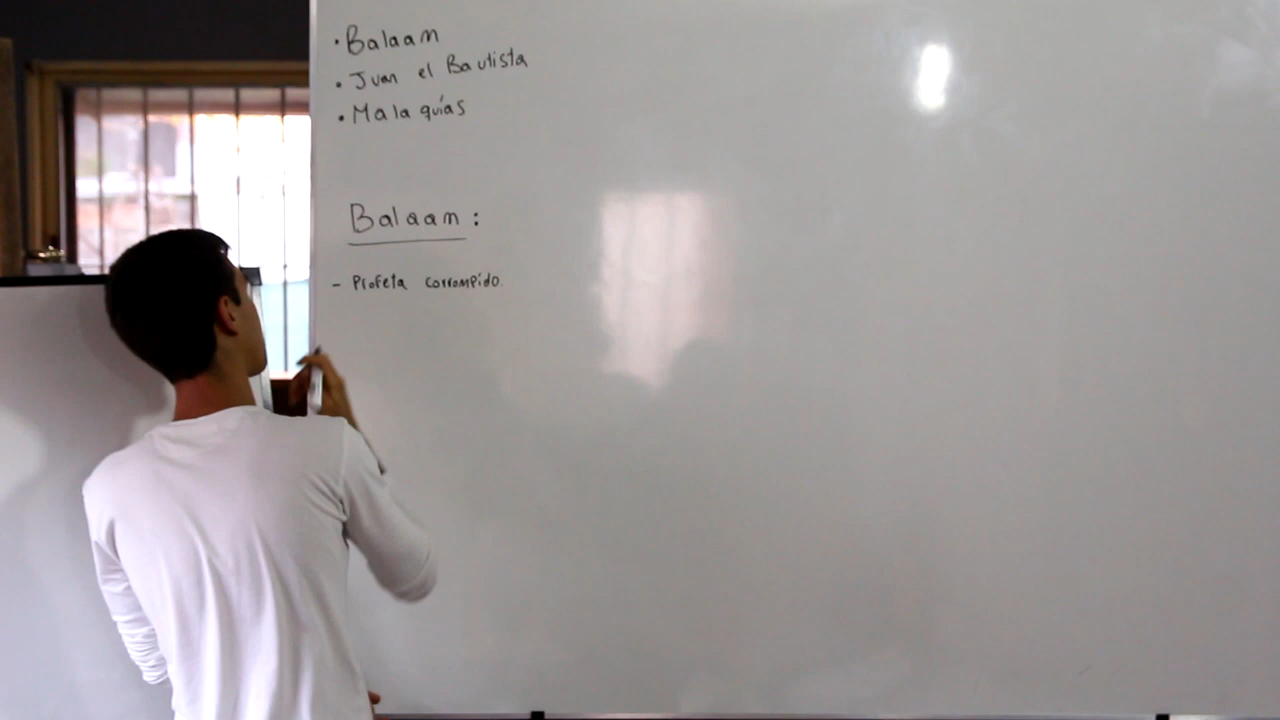 · Balaam
· Juan el Bautista
· Malaquías
Balaam :
- Profeta corrompido.